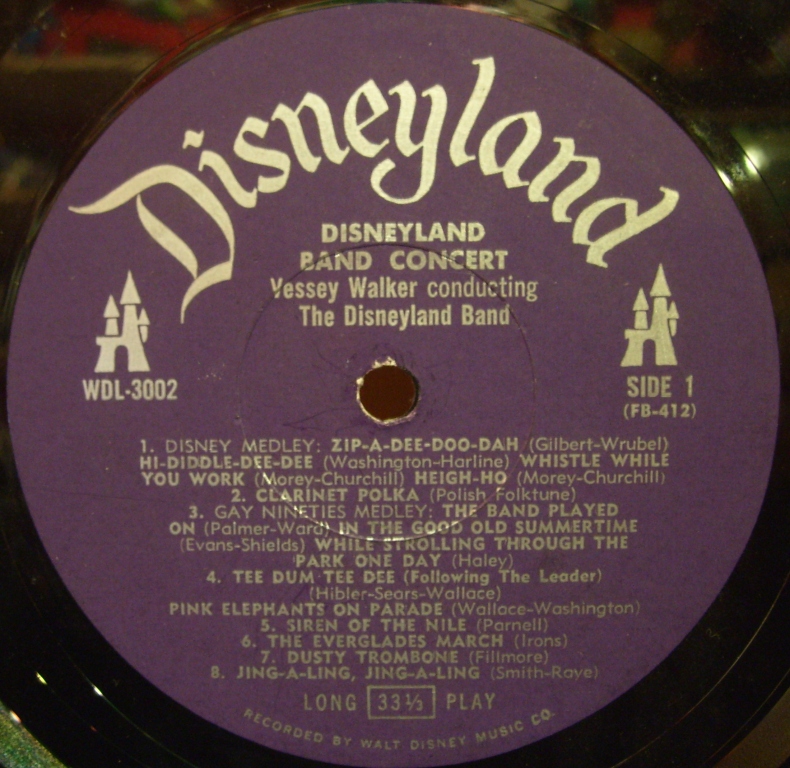 Disneyland
DISNEYLAND
BAND CONCERT
Vessey Walker conducting
The Disneyland Band
WDL-3002
SIDE 1
(FB-412)
1. DISNEY MEDLEY: ZIP-A-DEE-DOO-DAH (Gilbert-Wrubel)
HI-DIDDLE-DEE-DEE (Washington-Harline) WHISTLE WHILE
YOU WORK (Morey-Churchill) HEIGH-HO (Morey-Churchill)
2. CLARINET POLKA (Polish Folktune)
3. GAY NINETIES MEDLEY: THE BAND PLAYED
ON (Palmer-Ward) IN THE GOOD OLD SUMMERTIME
(Evans-Shields) WHILE STROLLING THROUGH THE
PARK ONE DAY (Haley)
4. TEE DUM TEE DEE (Following The Leader)
(Hibler-Sears-Wallace)
PINK ELEPHANTS ON PARADE (Wallace-Washington)
5. SIREN OF THE NILE (Parnell)
6. THE EVERGLADES MARCH (Irons)
7. DUSTY TROMBONE (Fillmore)
8. JING-A-LING, JING-A-LING (Smith-Raye)
LONG 33⅓ PLAY
RECORDED BY WALT DISNEY MUSIC CO.